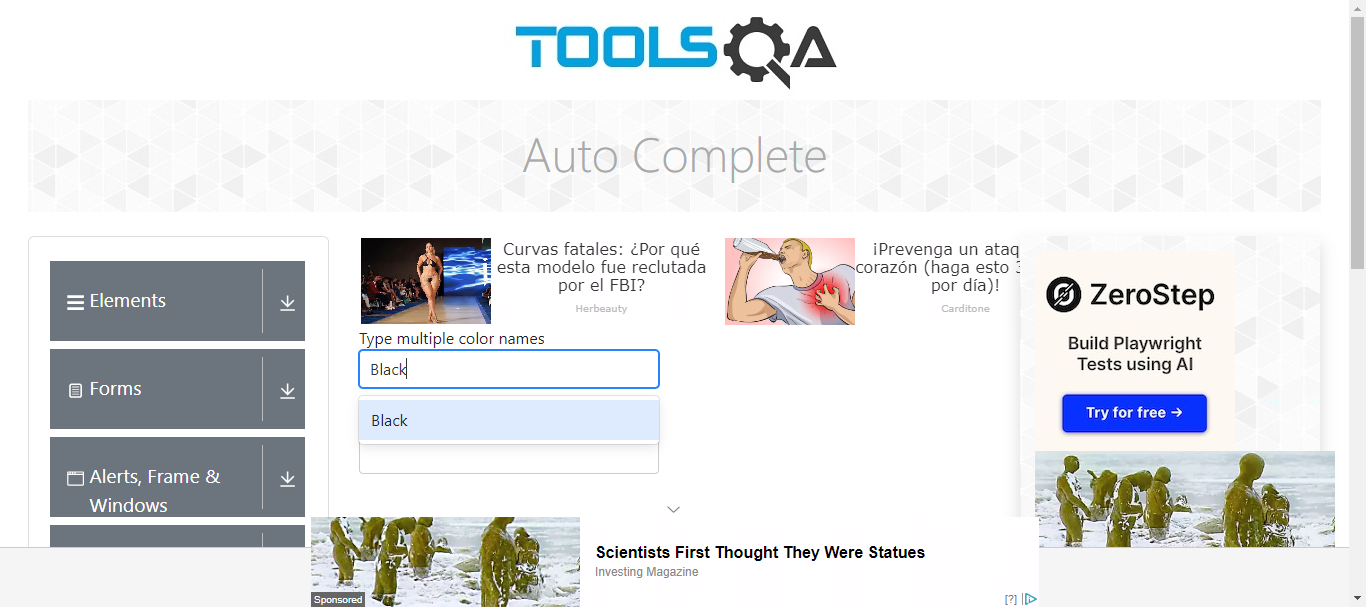 TOOLSQA
Auto Complete
Elements
Forms
Alerts, Frame &
Windows
Curvas fatales: ¿Por qué
esta modelo fue reclutada
por el FBI?
Herbeauty
¡Prevenga un ataq
corazón (haga esto 3
por día)!
Carditone
Type multiple color names
Black
Black
ZeroStep
Build Playwright
Tests using AI
Try for free →
Scientists First Thought They Were Statues
Investing Magazine
Sponsored
[?]